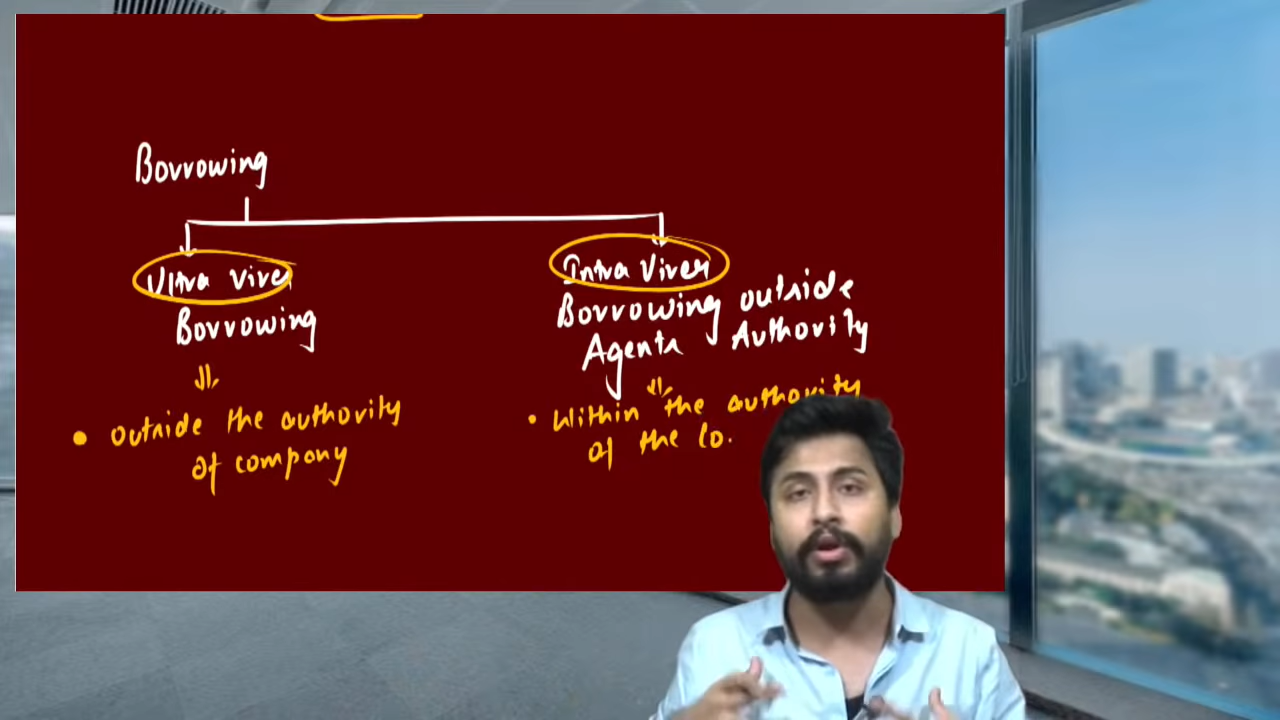 Borrowing
Ultra Vires
Borrowing
Intra Vires
Borrowing outside
Agents Authority
• outside the authority
of company
• Within the authority
of the Co.